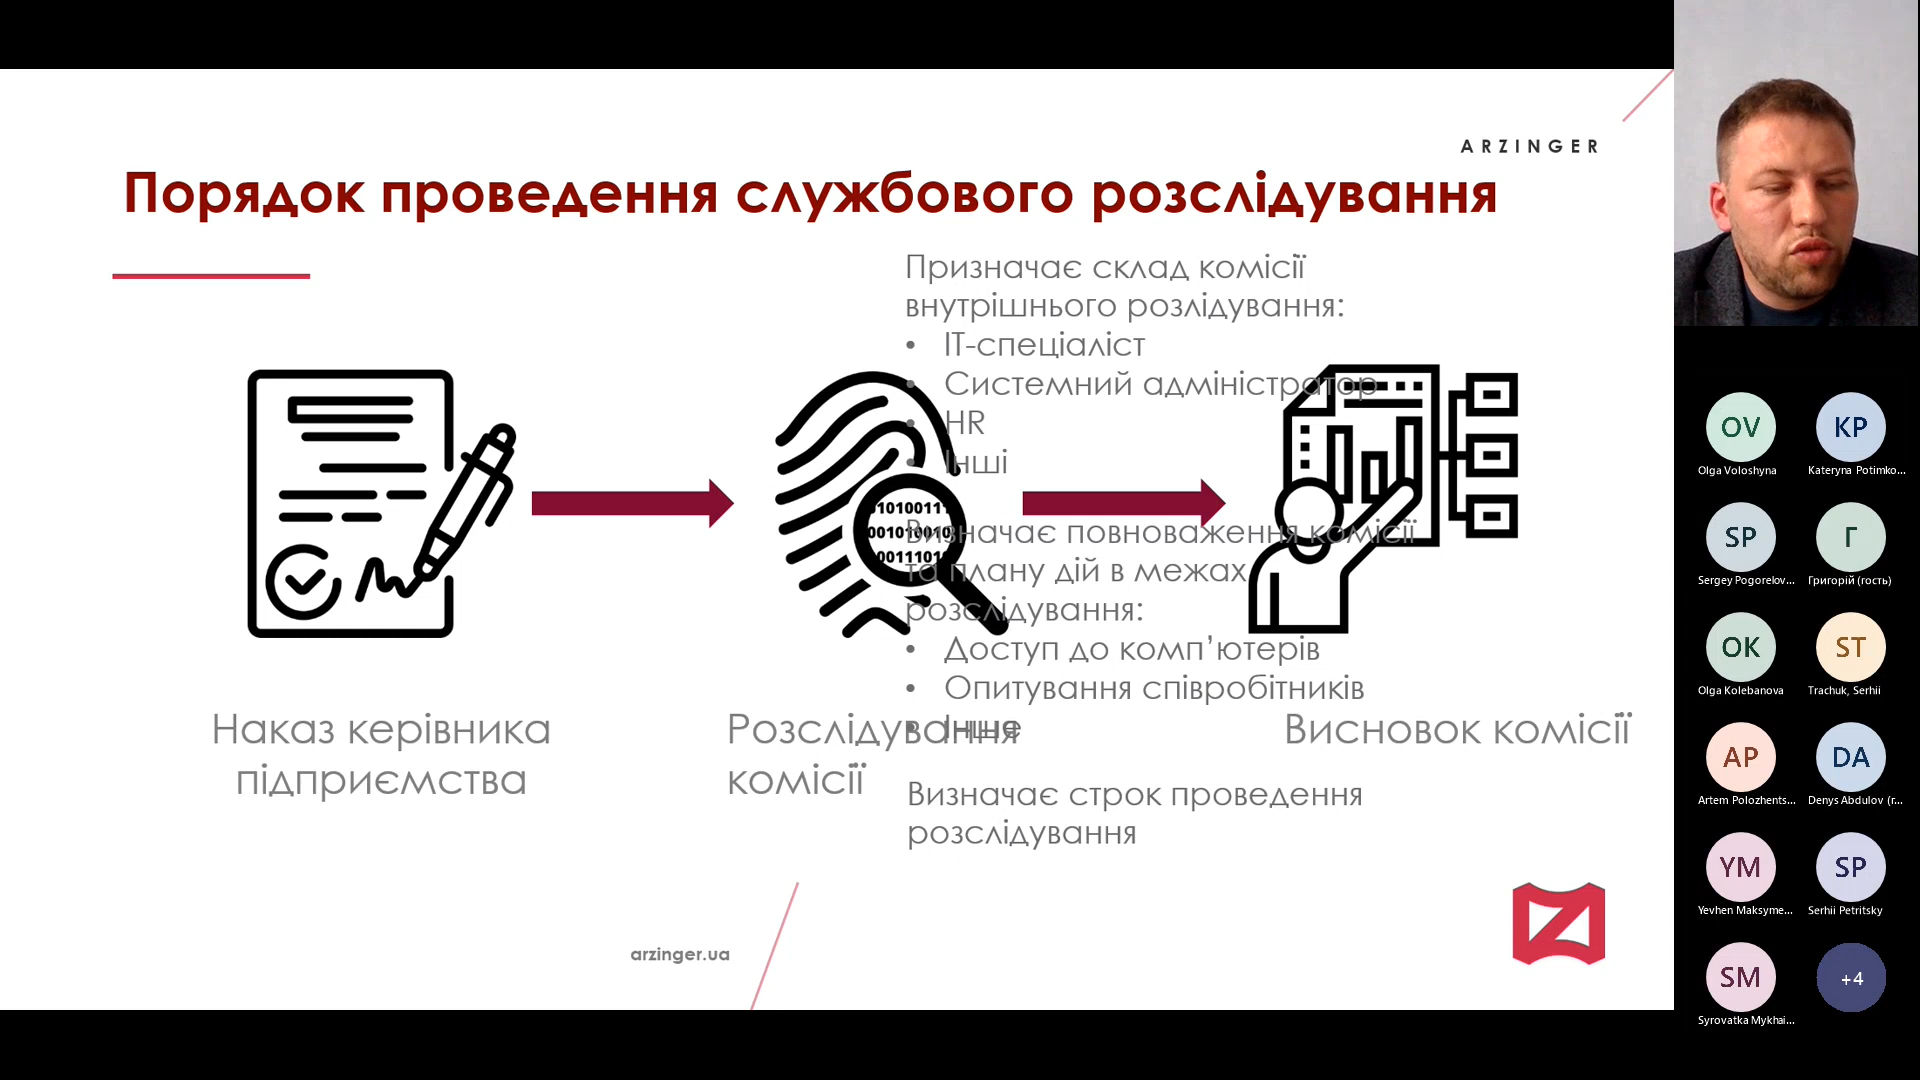 ARZINGER
Порядок проведення службового розслідування
Призначає склад комісії
внутрішнього розлідування:
• ІТ-спеціаліст
• Системний адміністратор
• HR
• Інші
Визначає повноваження комісії
та плану дій в межах
розслідування:
• Доступ до комп’ютерів
• Опитування співробітників
• Інше
Визначає строк проведення
розслідування
Наказ керівника
підприємства
Розслідування
комісії
Висновок комісії
arzinger.ua
OV
Olga Voloshyna
KP
Kateryna Potimko...
SP
Sergey Pogorelov...
Г
Григорій (гость)
OK
Olga Kolebanova
ST
Trachuk, Serhii
AP
Artem Polozhents...
DA
Denys Abdulov (г...
YM
Yevhen Maksyme...
SP
Serhii Petritsky
SM
Syrovatka Mykhai...
+4